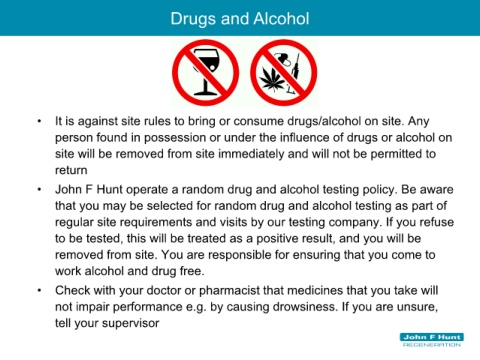 Drugs and Alcohol
• It is against site rules to bring or consume drugs/alcohol on site. Any
person found in possession or under the influence of drugs or alcohol on
site will be removed from site immediately and will not be permitted to
return
• John F Hunt operate a random drug and alcohol testing policy. Be aware
that you may be selected for random drug and alcohol testing as part of
regular site requirements and visits by our testing company. If you refuse
to be tested, this will be treated as a positive result, and you will be
removed from site. You are responsible for ensuring that you come to
work alcohol and drug free.
• Check with your doctor or pharmacist that medicines that you take will
not impair performance e.g. by causing drowsiness. If you are unsure,
tell your supervisor
John F Hunt
REGENERATION